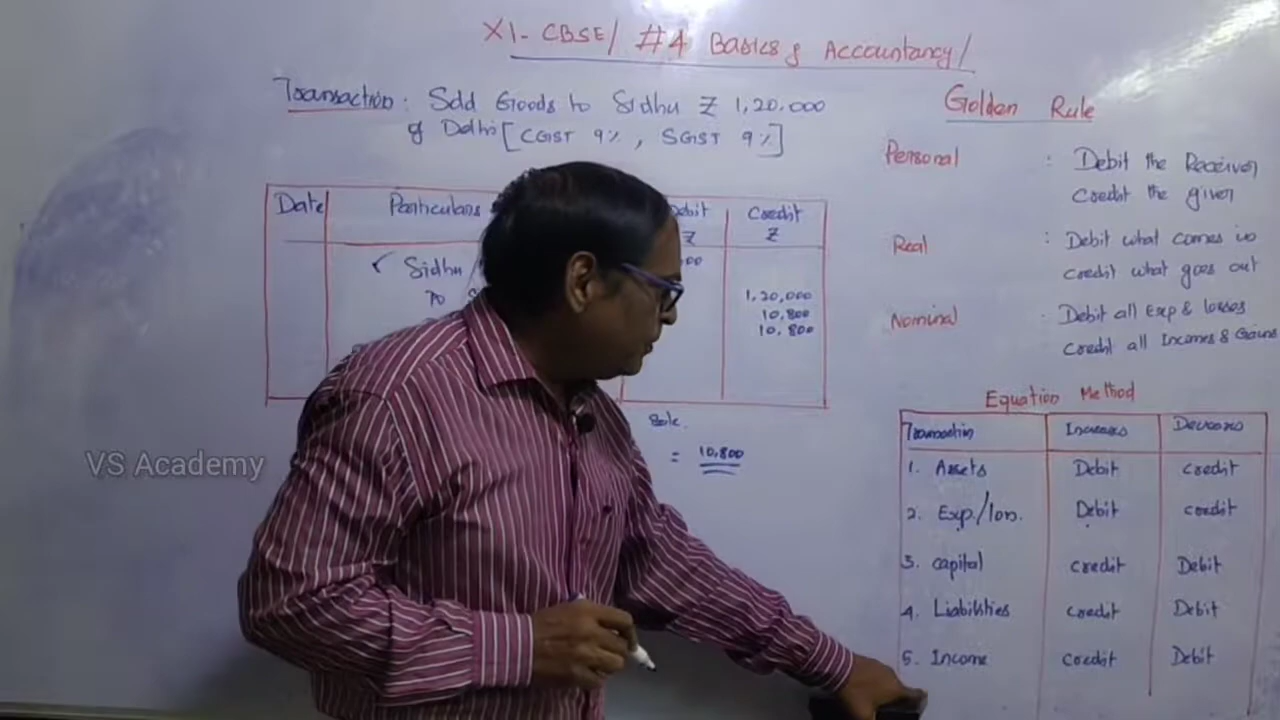 XI- CBSE/ #4 Basics of Accountancy/
Transaction: Sold Goods to Sidhu ₹ 1,20,000
of Delhi [CGST 9%, SGST 9%]
Date Particulars Debit Credit
₹ ₹
Sidhu
To
1,20,000
10,800
10,800
Sale.
= 10,800
Golden Rule
Personal : Debit the Receiver
Credit the giver
Real : Debit what comes in
Credit what goes out
Nominal : Debit all Exp & losses
Credit all Incomes & Gains
Equation Method
Transaction Increases Decreases
1. Assets Debit Credit
2. Exp./loss. Debit Credit
3. Capital Credit Debit
4. Liabilities Credit Debit
5. Income Credit Debit
VS Academy